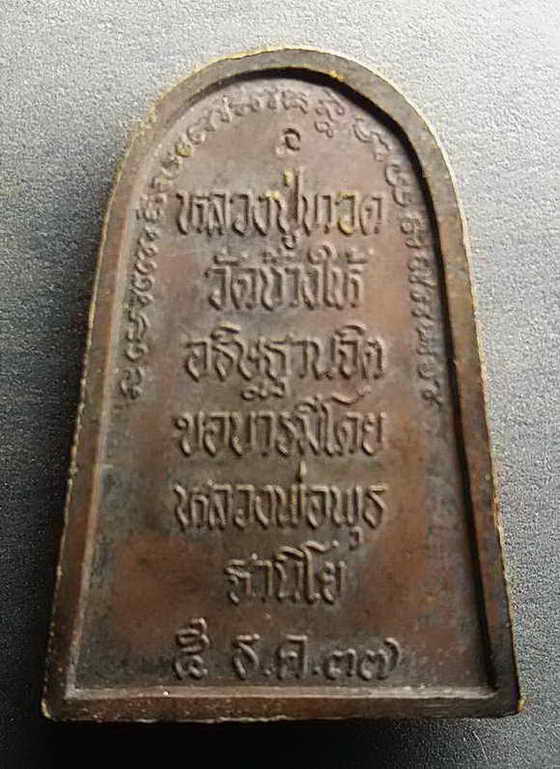 หลวงปู่ทวด
วัดช้างให้
อธิษฐานจิต
ขอบารมีโดย
หลวงพ่อพุธ
ฐานิโย
๕ ธ.ค.๓๗